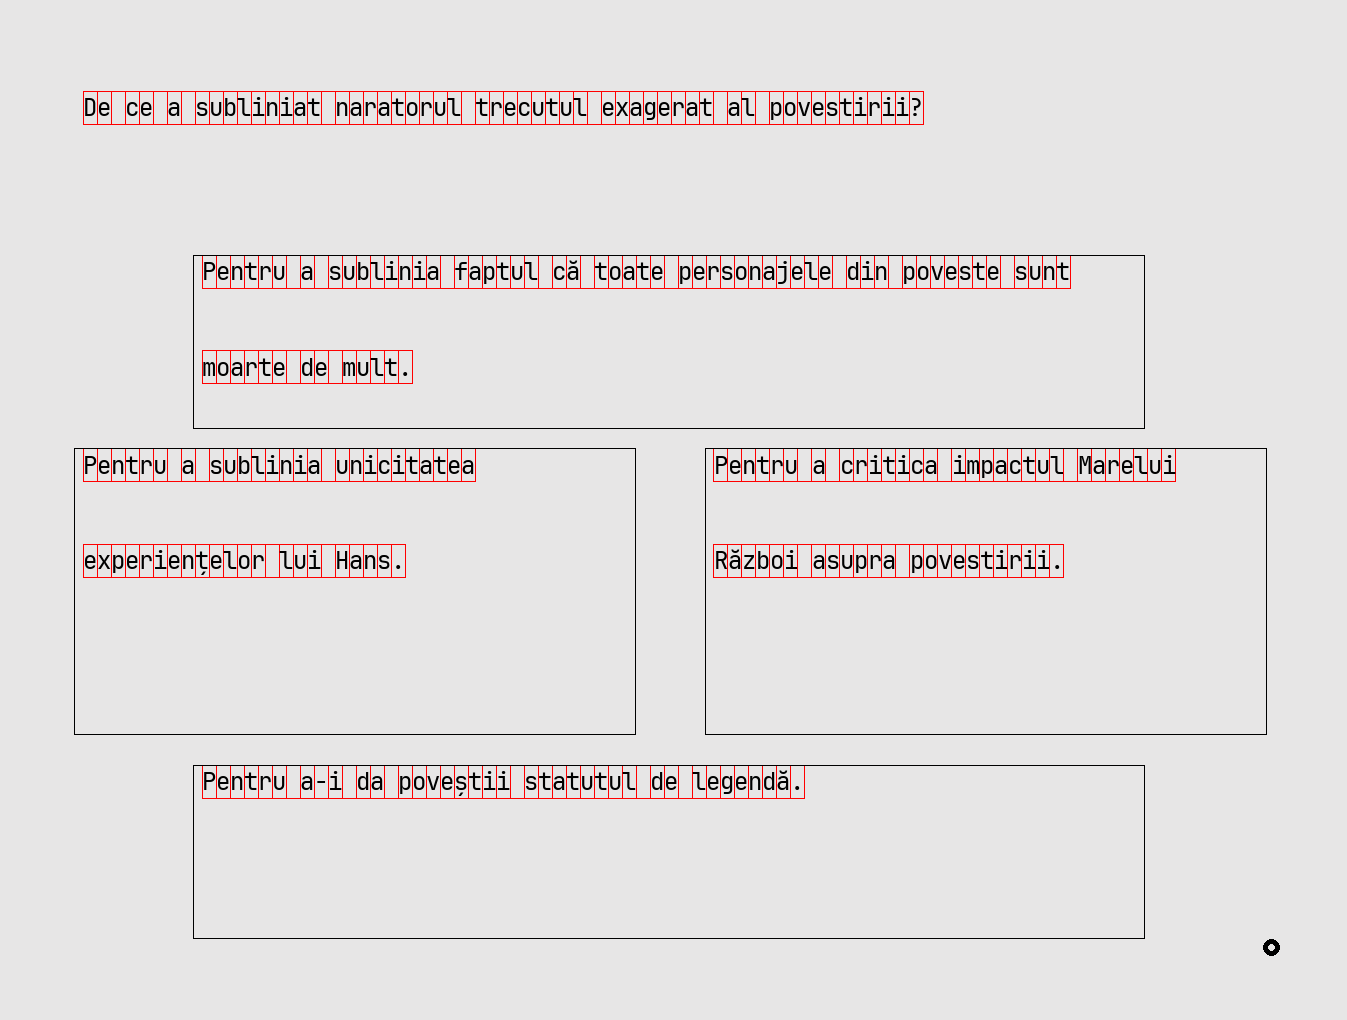 De ce a subliniat naratorul trecutul exagerat al povestirii?
Pentru a sublinia faptul că toate personajele din poveste sunt
moarte de mult.
Pentru a sublinia unicitatea
experiențelor lui Hans.
Pentru a critica impactul Marelui
Război asupra povestirii.
Pentru a-i da poveștii statutul de legendă.